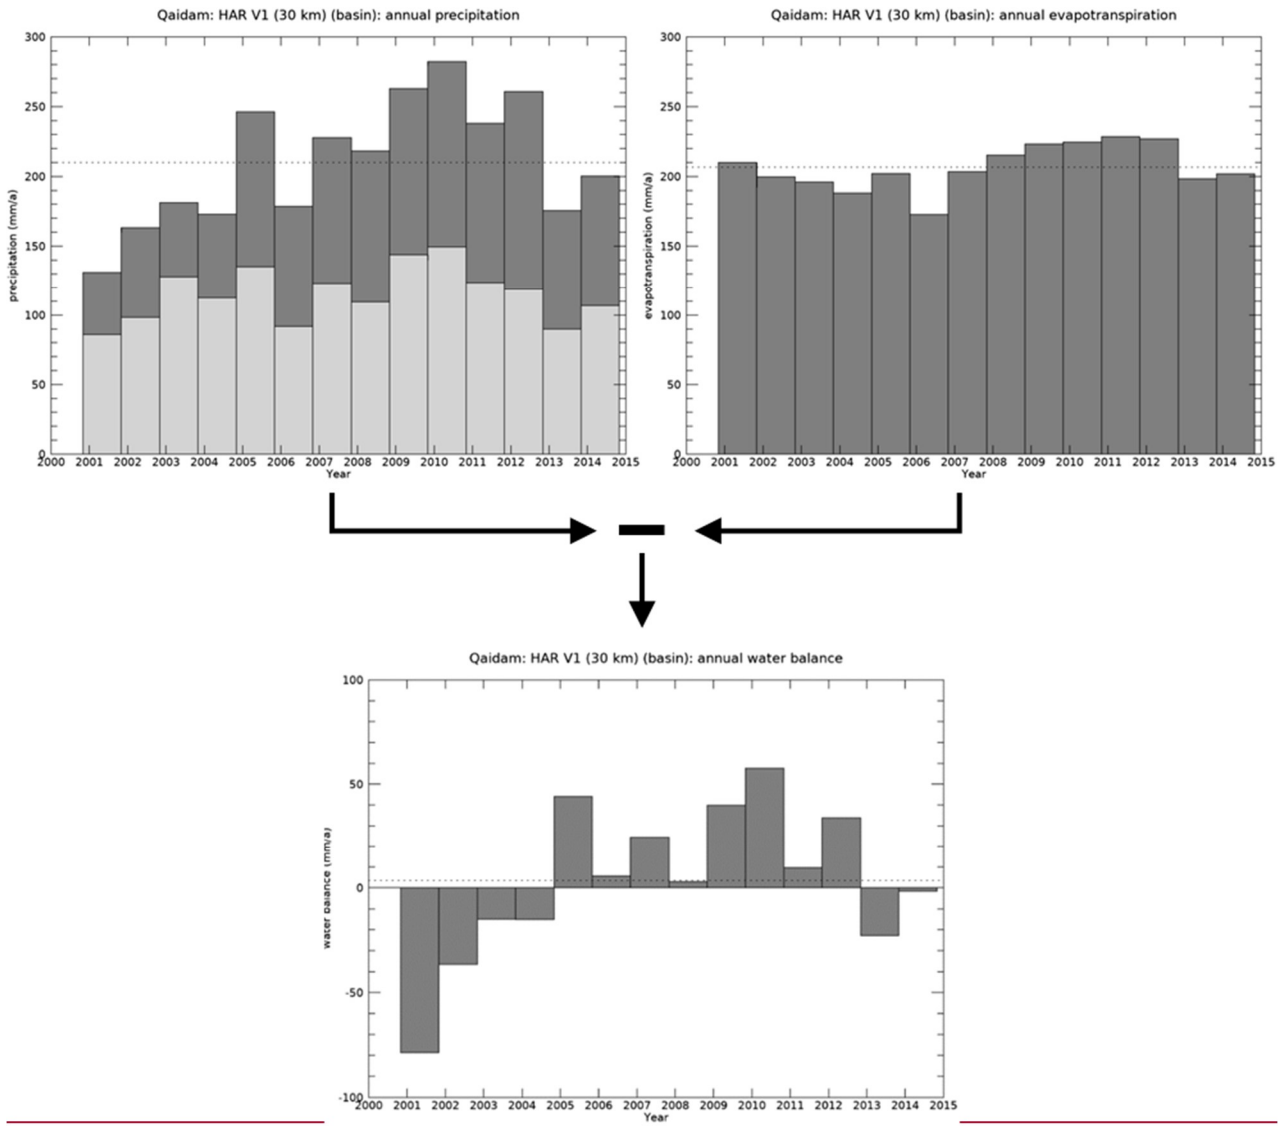 Qaidam: HAR V1 (30 km) (basin): annual precipitation
300
250
200
150
100
50
0
precipitation (mm/a)
2000 2001 2002 2003 2004 2005 2006 2007 2008 2009 2010 2011 2012 2013 2014 2015
Year
Qaidam: HAR V1 (30 km) (basin): annual evapotranspiration
300
250
200
150
100
50
0
evapotranspiration (mm/a)
2000 2001 2002 2003 2004 2005 2006 2007 2008 2009 2010 2011 2012 2013 2014 2015
Year
Qaidam: HAR V1 (30 km) (basin): annual water balance
100
50
0
-50
-100
water balance (mm/a)
2000 2001 2002 2003 2004 2005 2006 2007 2008 2009 2010 2011 2012 2013 2014 2015
Year